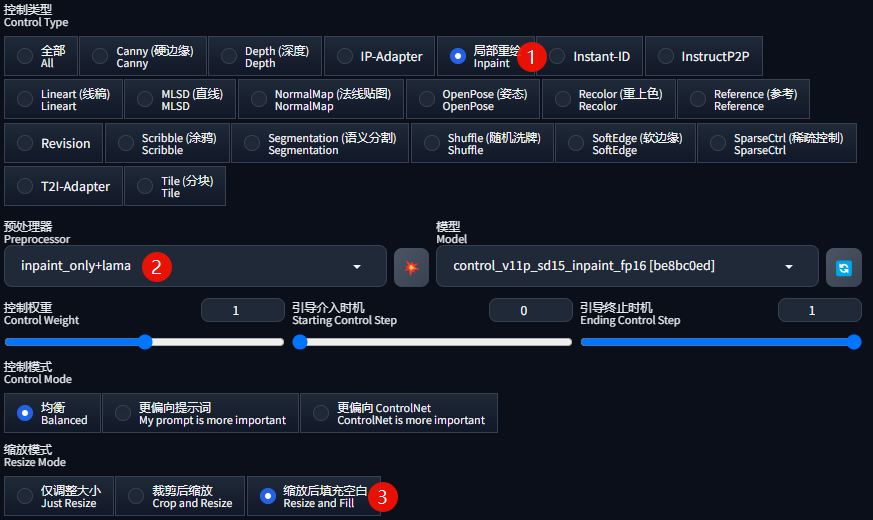 控制类型
Control Type
全部 Canny (硬边缘) Depth (深度) IP-Adapter 局部重绘 1 Instant-ID InstructP2P
All Canny Depth Inpaint
Lineart (线稿) MLSD (直线) NormalMap (法线贴图) OpenPose (姿态) Recolor (重上色) Reference (参考)
Lineart MLSD NormalMap OpenPose Recolor Reference
Revision Scribble (涂鸦) Segmentation (语义分割) Shuffle (随机洗牌) SoftEdge (软边缘) SparseCtrl (稀疏控制)
Scribble Segmentation Shuffle SoftEdge SparseCtrl
T2I-Adapter Tile (分块)
Tile
预处理器 模型
Preprocessor Model
inpaint_only+lama 2 control_v11p_sd15_inpaint_fp16 [be8bc0ed]
控制权重 1 引导介入时机 0 引导终止时机 1
Control Weight Starting Control Step Ending Control Step
控制模式
Control Mode
均衡 更偏向提示词 更偏向 ControlNet
Balanced My prompt is more important ControlNet is more important
缩放模式
Resize Mode
仅调整大小 裁剪后缩放 缩放后填充空白 3
Just Resize Crop and Resize Resize and Fill